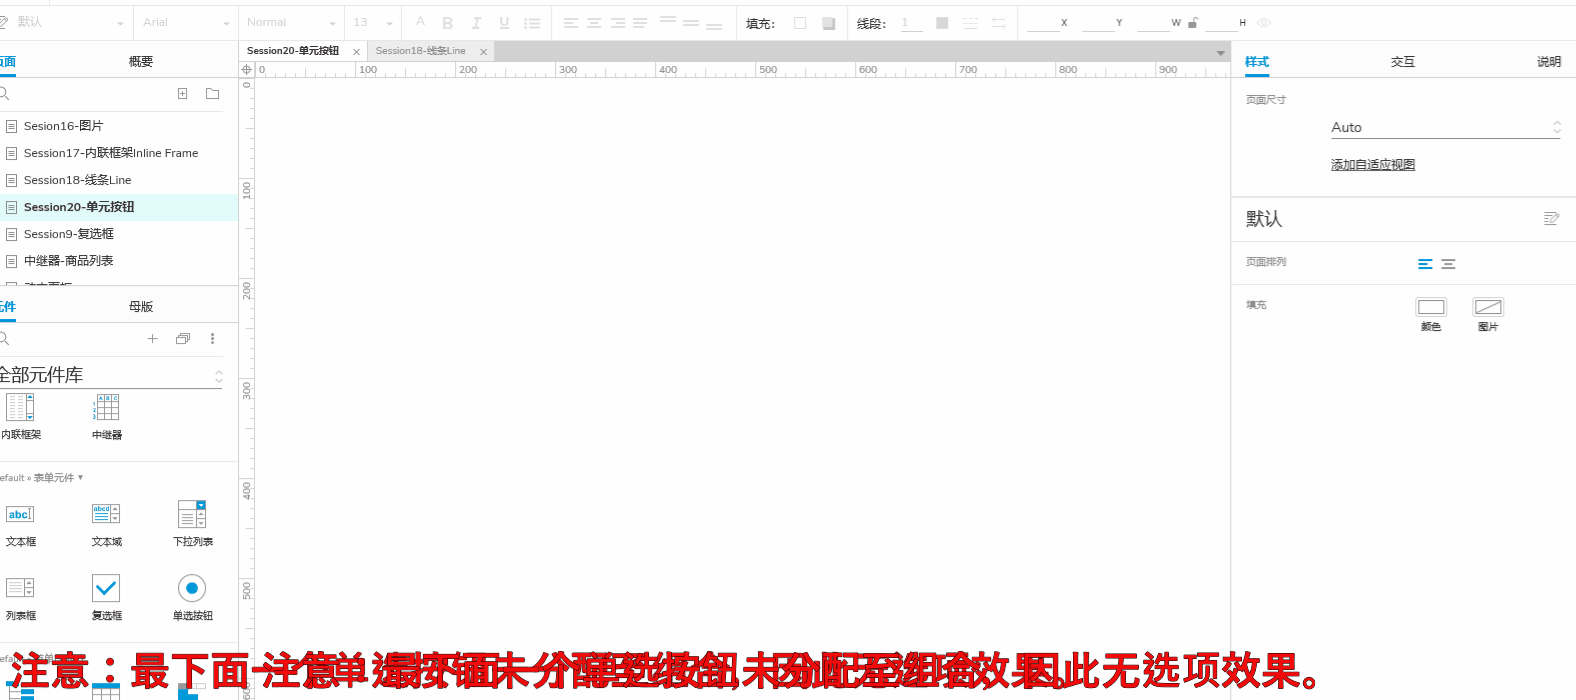 默认 Arial Normal 13 A B I U 填充: 线段: 1 X Y W H
页面 概要
Session20-单元按钮 Session18-线条Line
样式 交互 说明
0 100 200 300 400 500 600 700 800 900
0
100
200
300
400
500
Sesion16-图片
Session17-内联框架Inline Frame
Session18-线条Line
Session20-单元按钮
Session9-复选框
中继器-商品列表
元件 母版
全部元件库
内联框架 中继器
efault » 表单元件 ▾
文本框 文本域 下拉列表
列表框 复选框 单选按钮
页面尺寸
Auto
添加自适应视图
默认
页面排列
填充
颜色 图片
注意：最下面一个单选按钮未分配至组合,因此无选项效果。